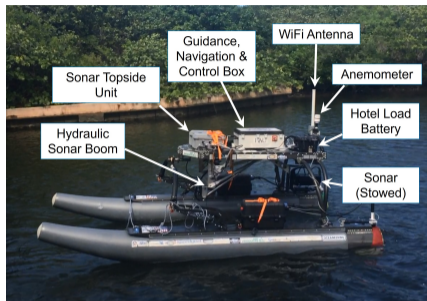 WiFi Antenna
Guidance,
Navigation &
Control Box
Anemometer
Sonar Topside
Unit
Hotel Load
Battery
Hydraulic
Sonar Boom
Sonar
(Stowed)